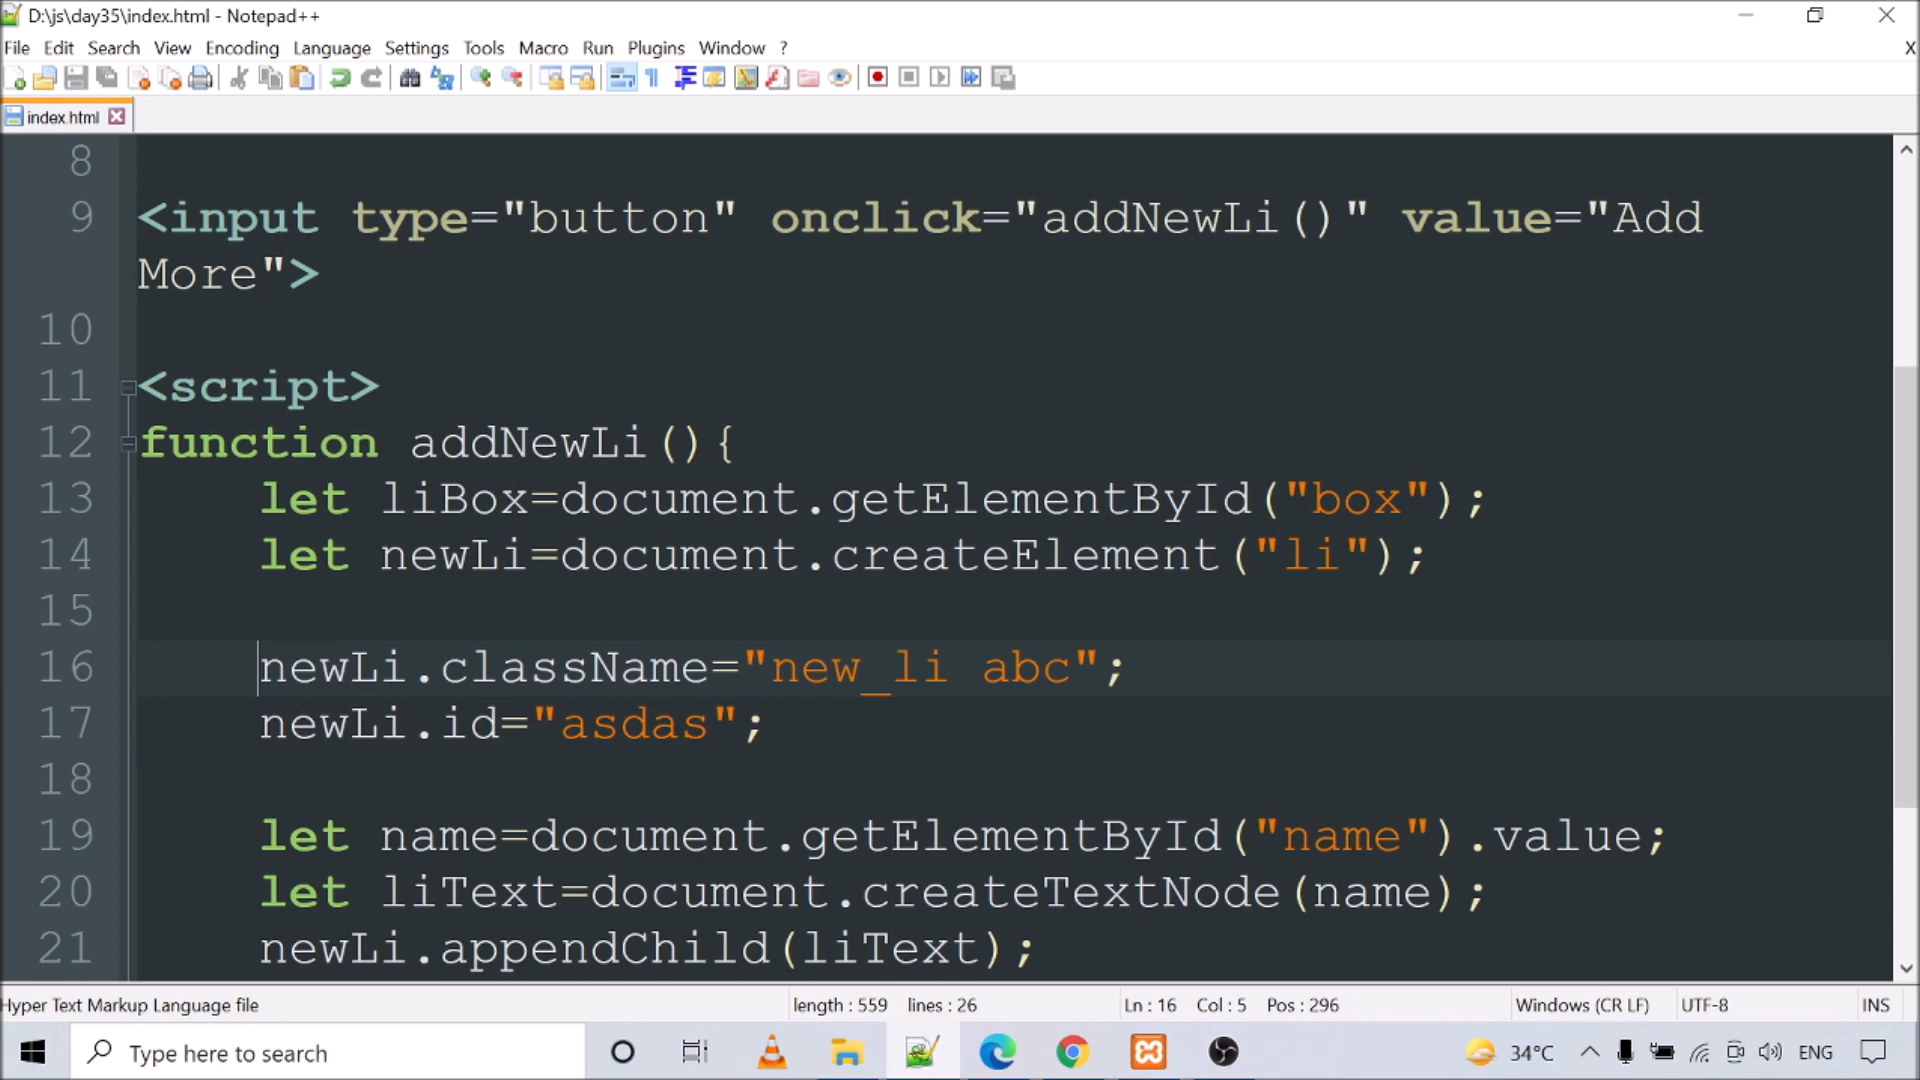 D:\js\day35\index.html - Notepad++
File Edit Search View Encoding Language Settings Tools Macro Run Plugins Window ? X
index.html
8
9 <input type="button" onclick="addNewLi()" value="Add
More">
10
11 <script>
12 function addNewLi(){
13 let liBox=document.getElementById("box");
14 let newLi=document.createElement("li");
15
16 newLi.className="new_li abc";
17 newLi.id="asdas";
18
19 let name=document.getElementById("name").value;
20 let liText=document.createTextNode(name);
21 newLi.appendChild(liText);
Hyper Text Markup Language file length : 559 lines : 26 Ln : 16 Col : 5 Pos : 296 Windows (CR LF) UTF-8 INS
Type here to search 34°C ENG